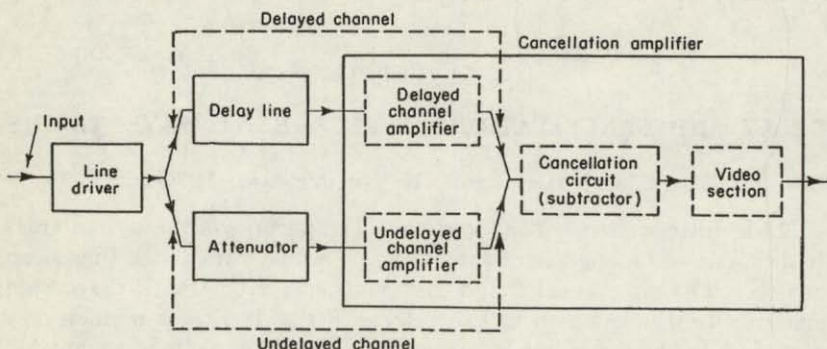 Delayed channel
Cancellation amplifier
Input
Line
driver
Delay line
Delayed
channel
amplifier
Cancellation
circuit
(subtractor)
Video
section
Attenuator
Undelayed
channel
amplifier
Undelayed channel